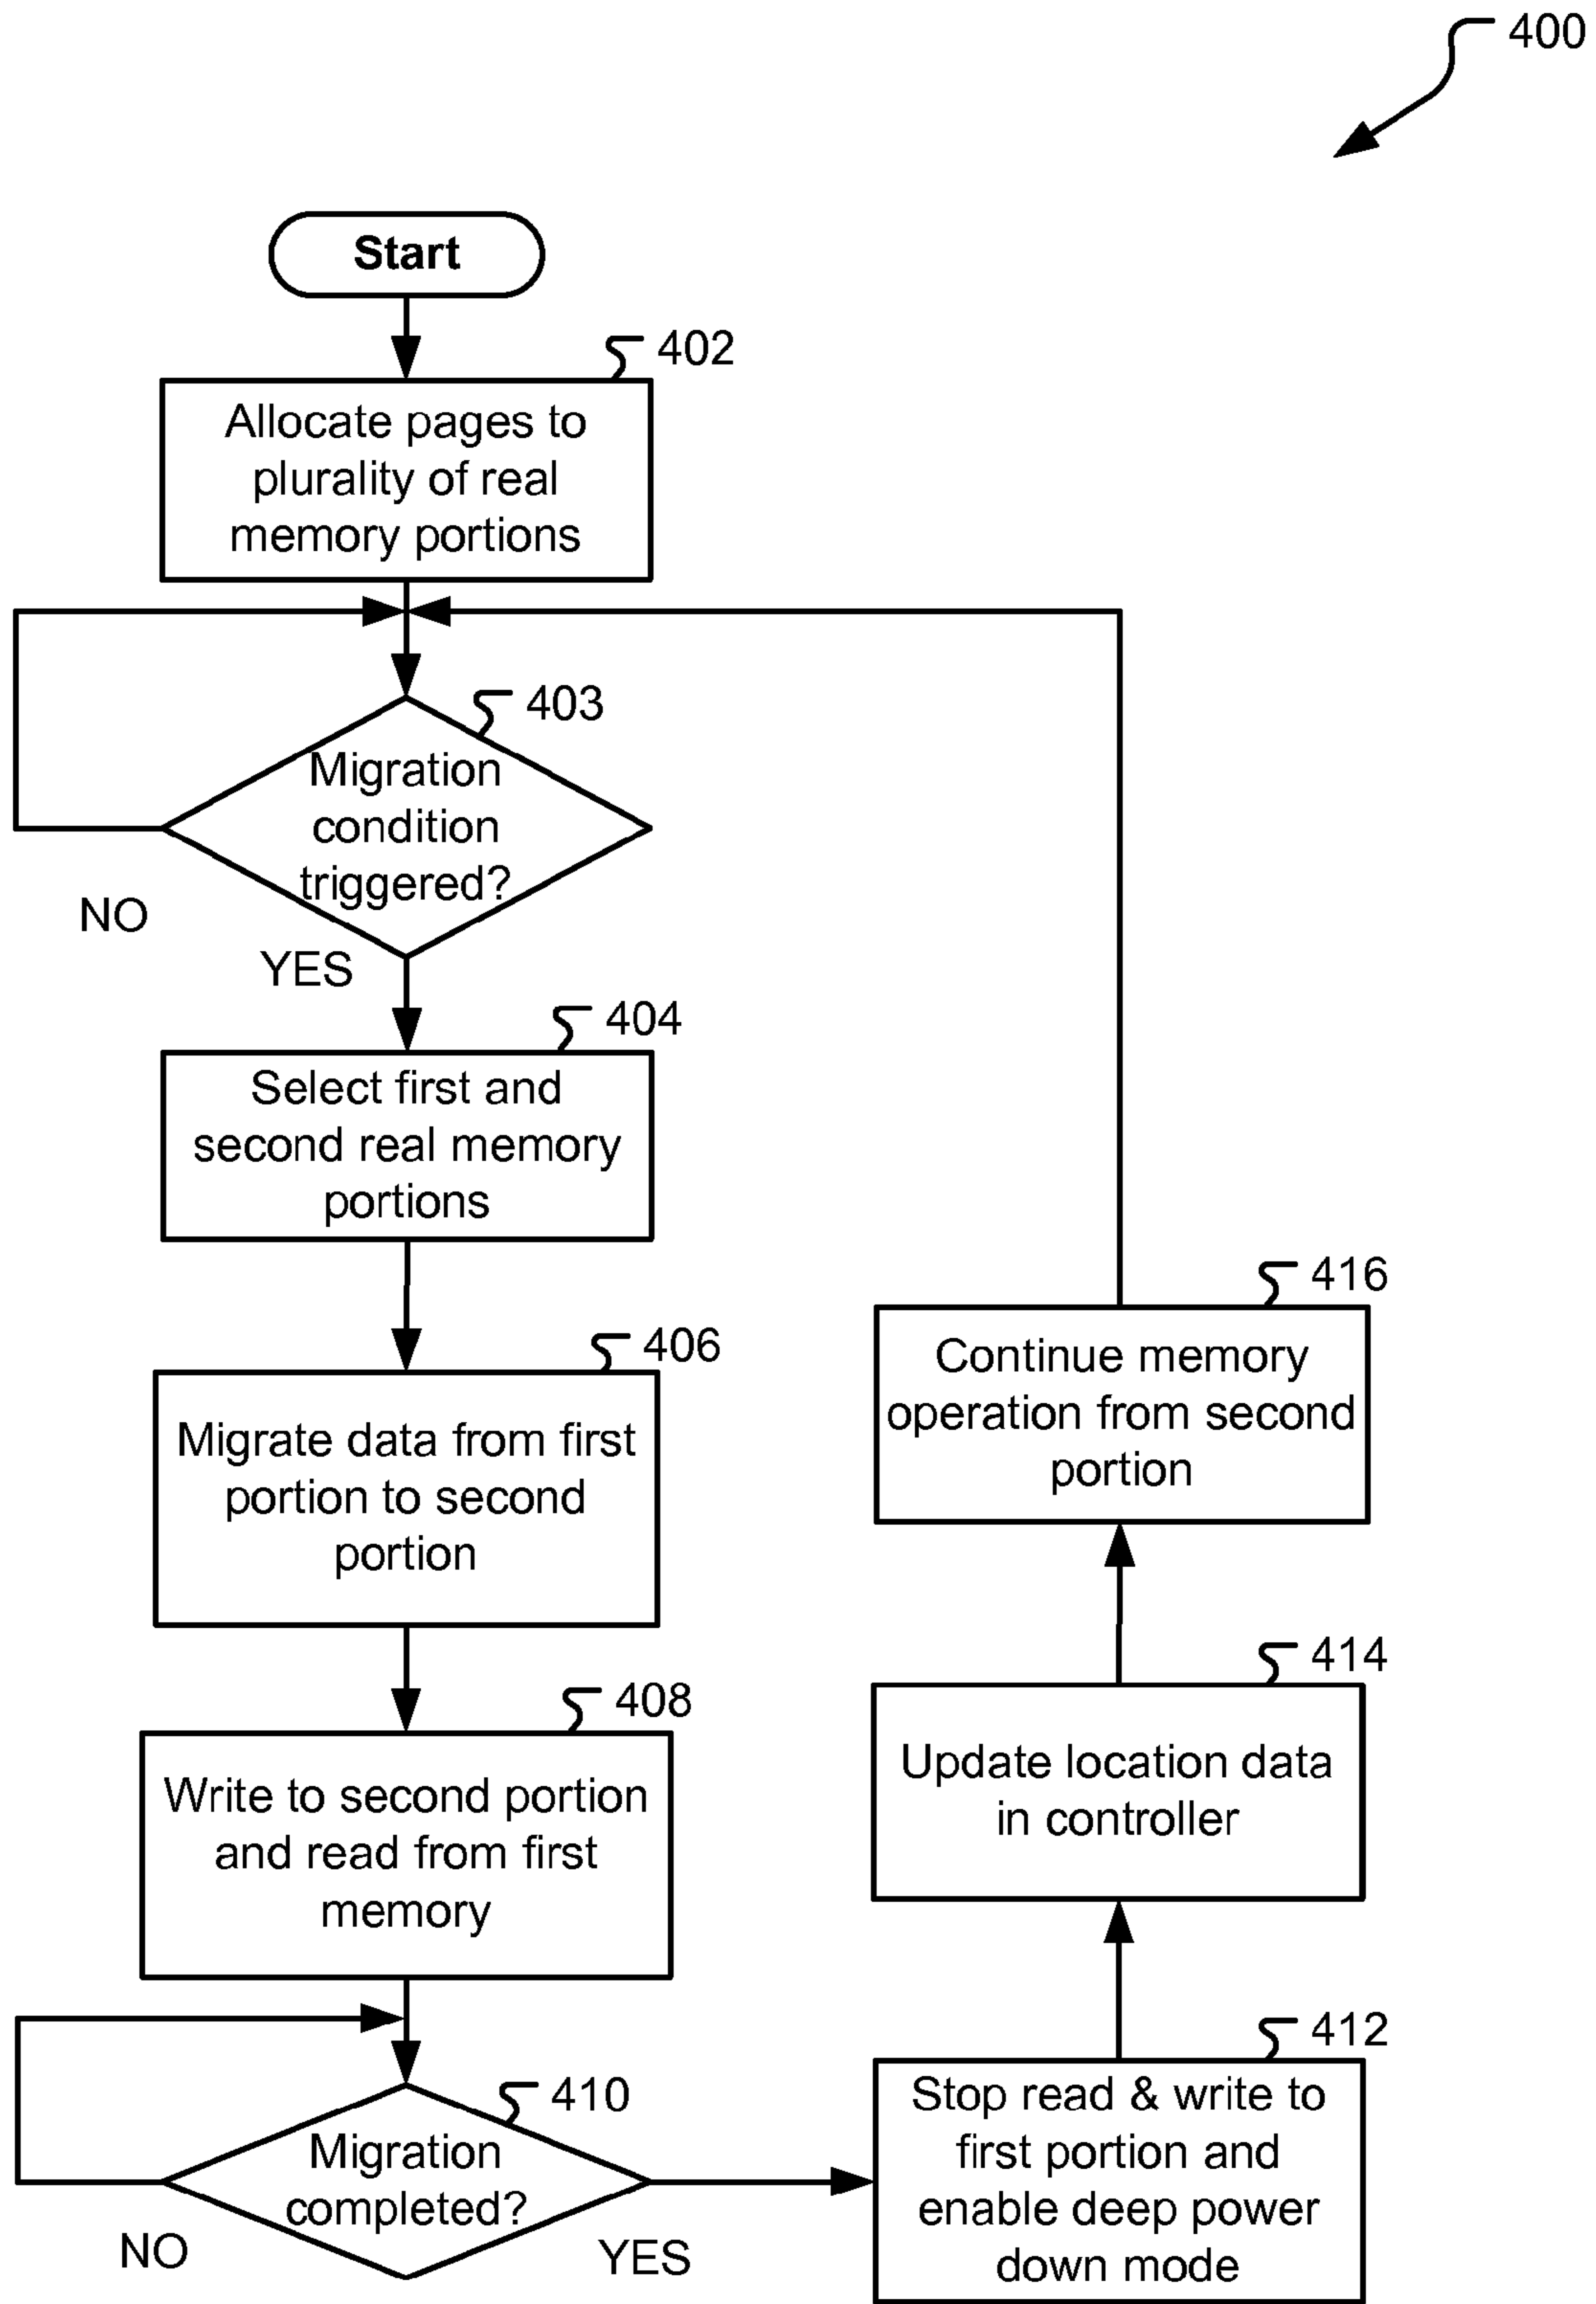 400
Start
402
Allocate pages to
plurality of real
memory portions
403
Migration
condition
triggered?
NO
YES
404
Select first and
second real memory
portions
406
Migrate data from first
portion to second
portion
408
Write to second portion
and read from first
memory
410
Migration
completed?
NO
YES
412
Stop read & write to
first portion and
enable deep power
down mode
414
Update location data
in controller
416
Continue memory
operation from second
portion